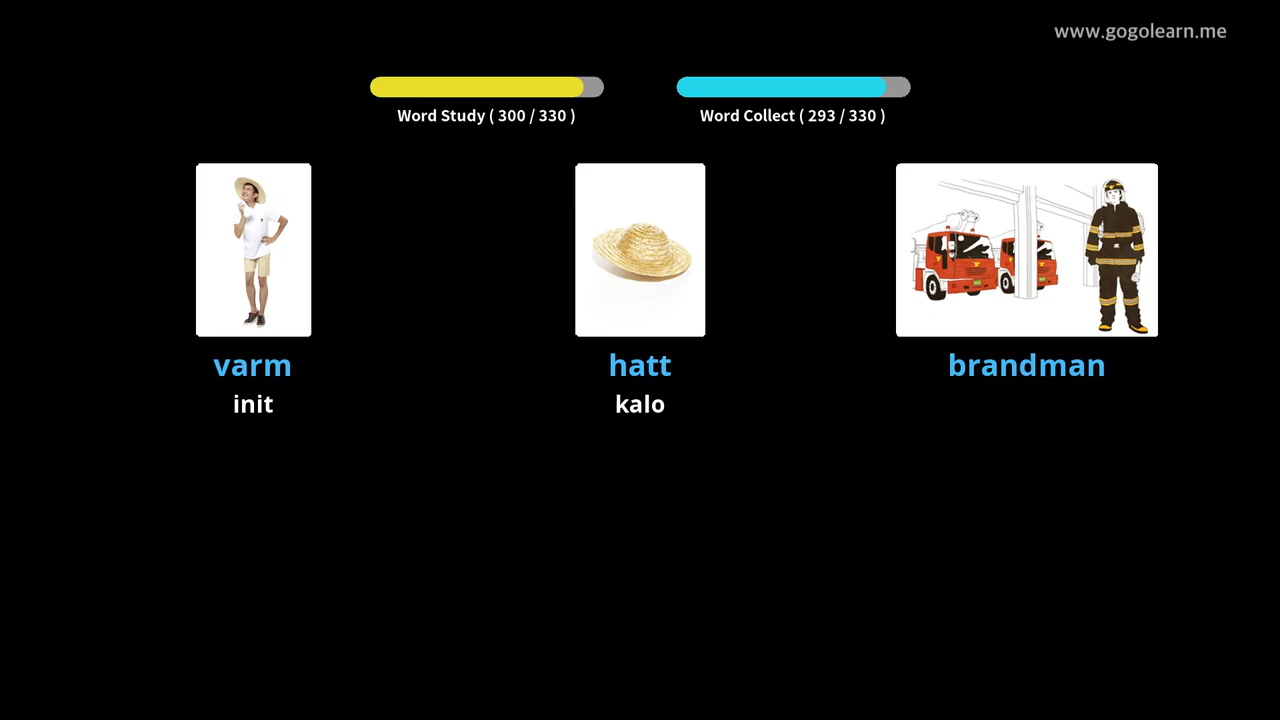 www.gogolearn.me
Word Study ( 300 / 330 )
Word Collect ( 293 / 330 )
varm
hatt
brandman
init
kalo